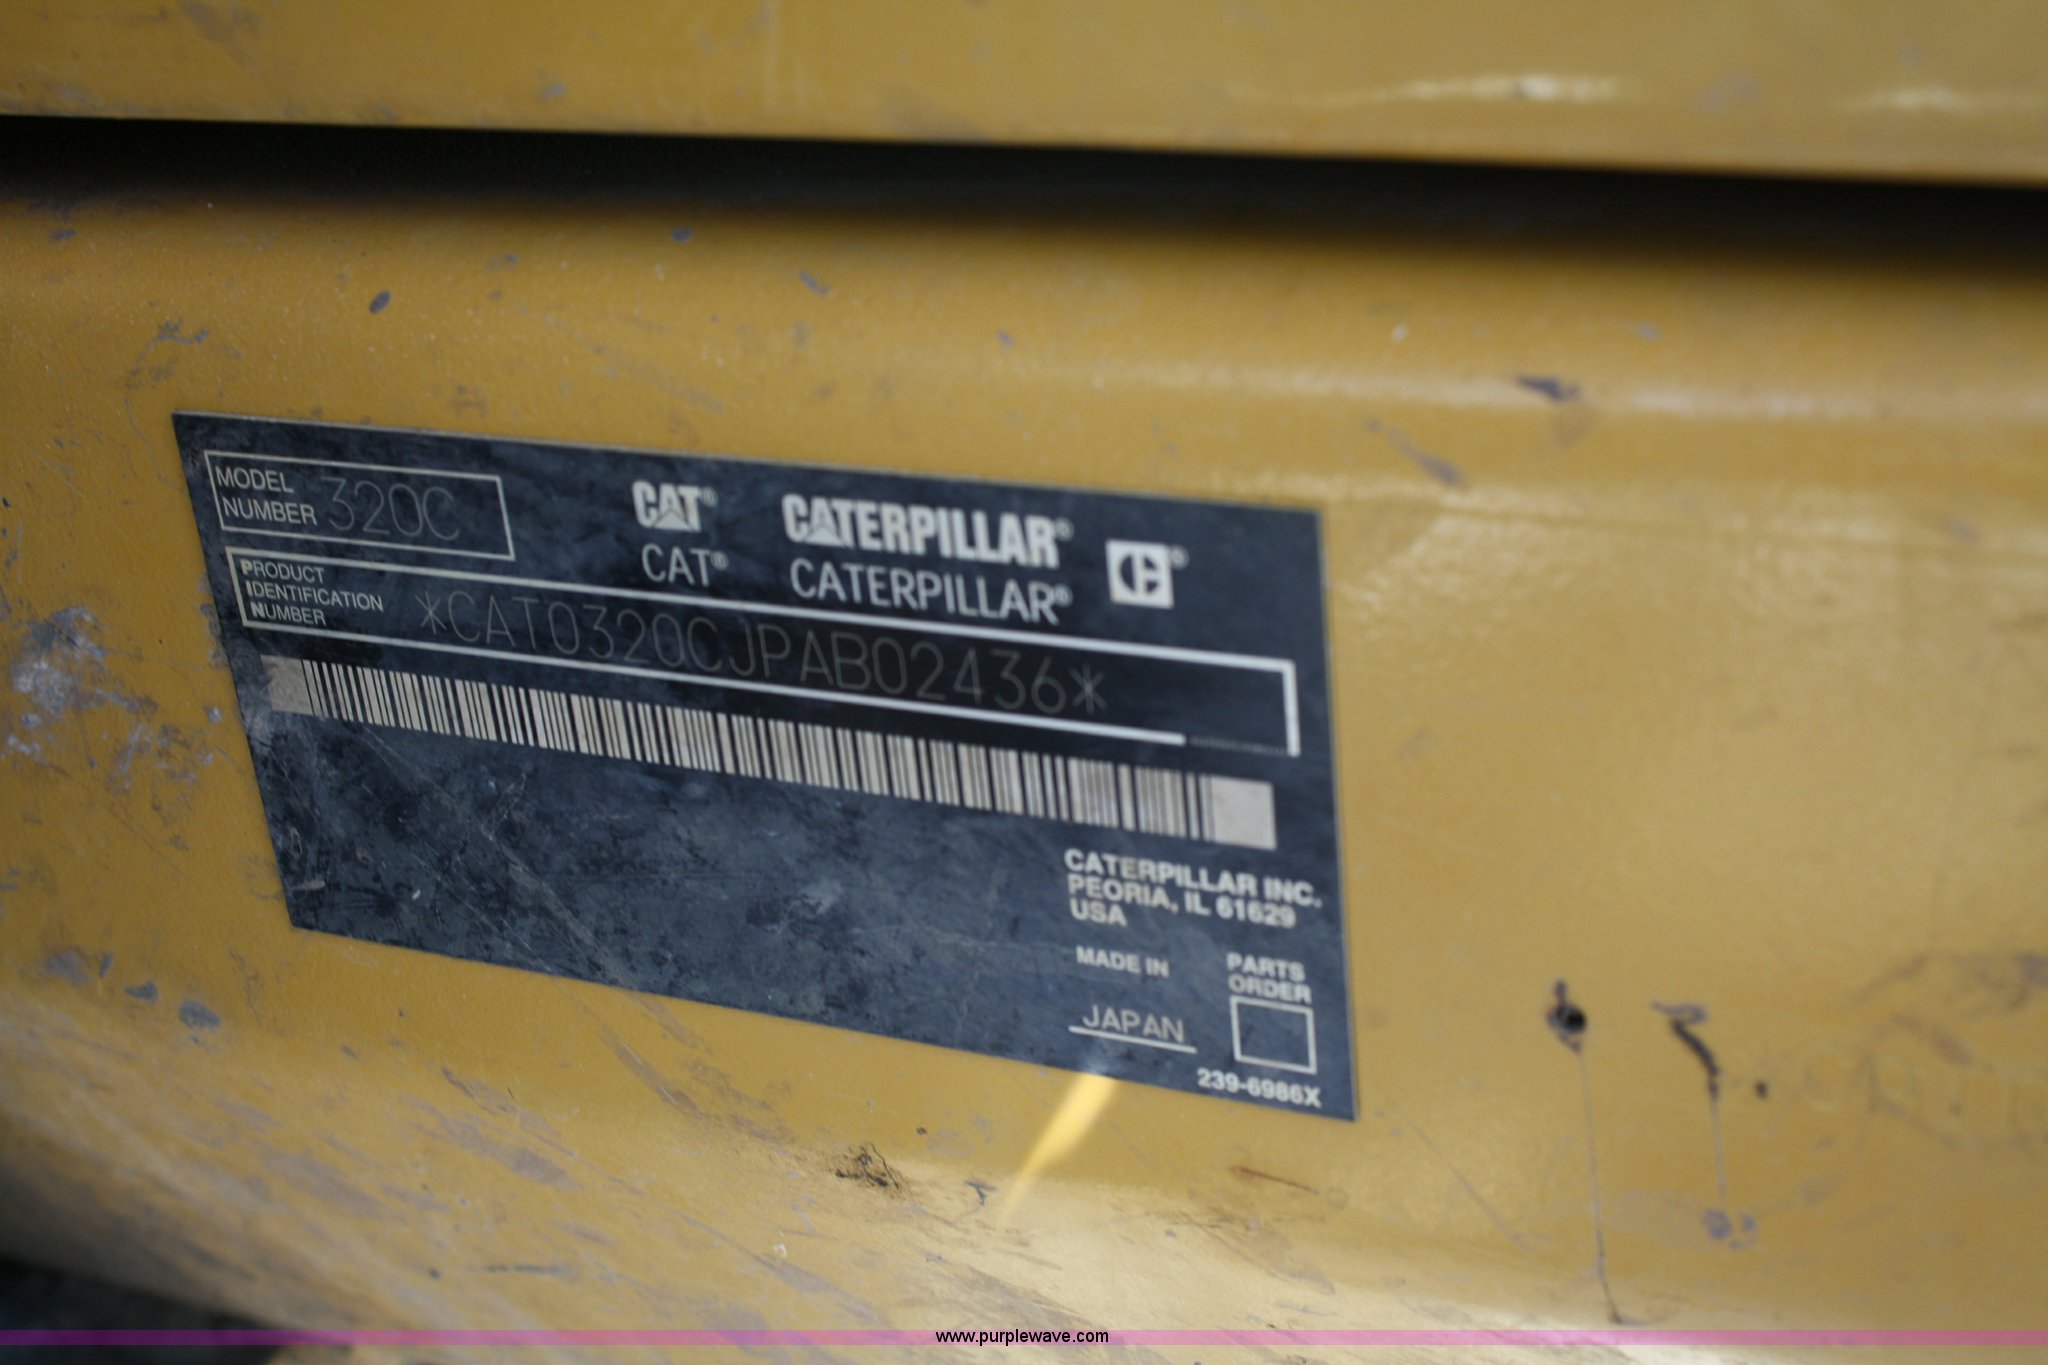 MODEL
NUMBER 320C
CAT® CATERPILLAR®
CAT® CATERPILLAR®
PRODUCT
IDENTIFICATION
NUMBER
*CAT0320CJPAB02436*
CATERPILLAR INC.
PEORIA, IL 61629
USA
MADE IN
JAPAN
PARTS
ORDER
239-6986X
www.purplewave.com